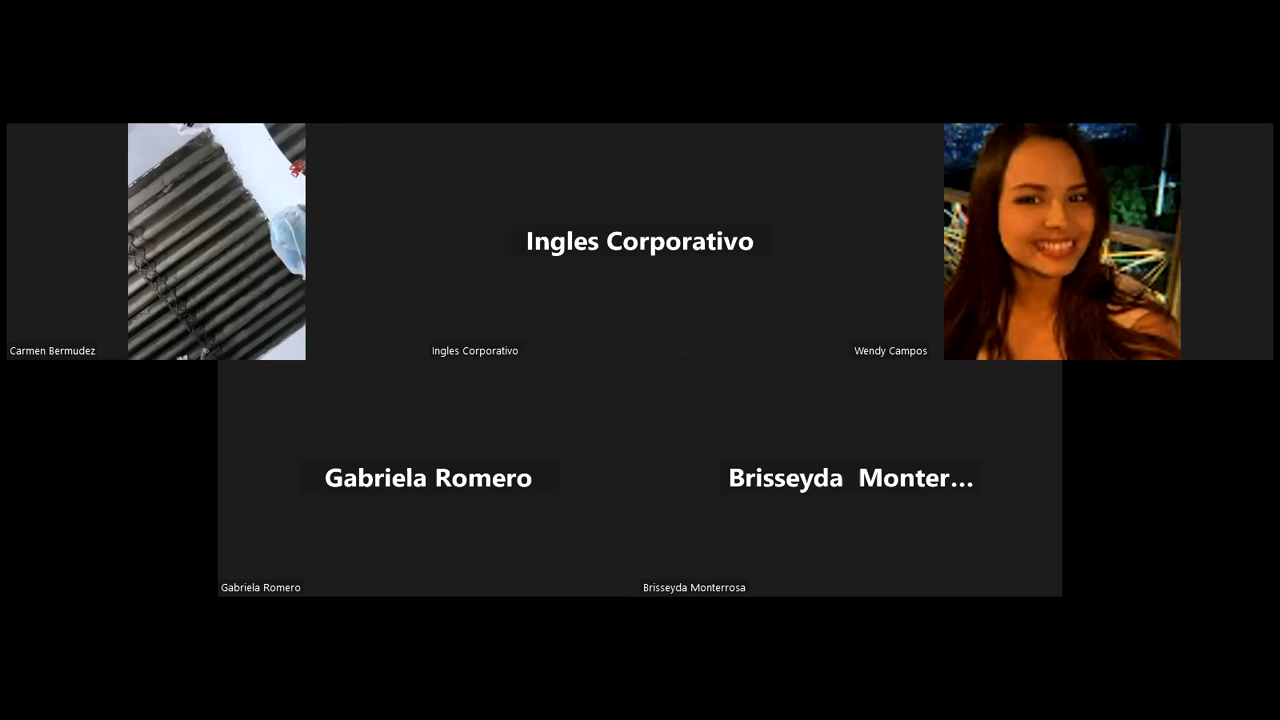 Ingles Corporativo
Carmen Bermudez
Ingles Corporativo
Wendy Campos
Gabriela Romero
Brisseyda Monter...
Gabriela Romero
Brisseyda Monterrosa